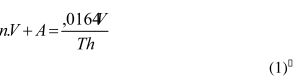 n.V + A = ,0164V / Th
(1)